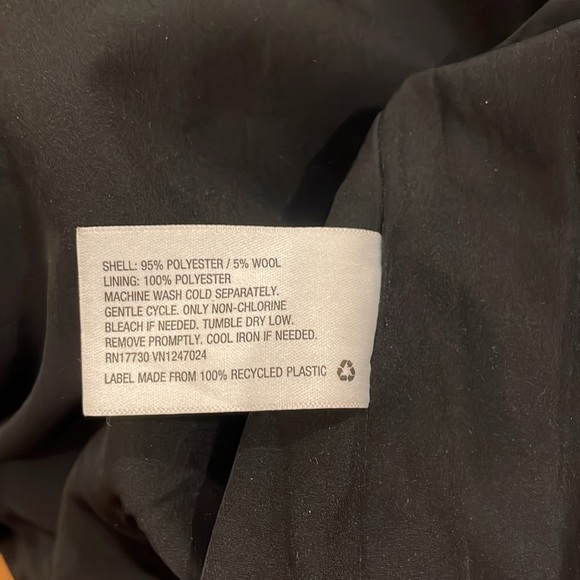 SHELL: 95% POLYESTER / 5% WOOL
LINING: 100% POLYESTER
MACHINE WASH COLD SEPARATELY.
GENTLE CYCLE. ONLY NON-CHLORINE
BLEACH IF NEEDED. TUMBLE DRY LOW.
REMOVE PROMPTLY. COOL IRON IF NEEDED.
RN17730 VN1247024
LABEL MADE FROM 100% RECYCLED PLASTIC